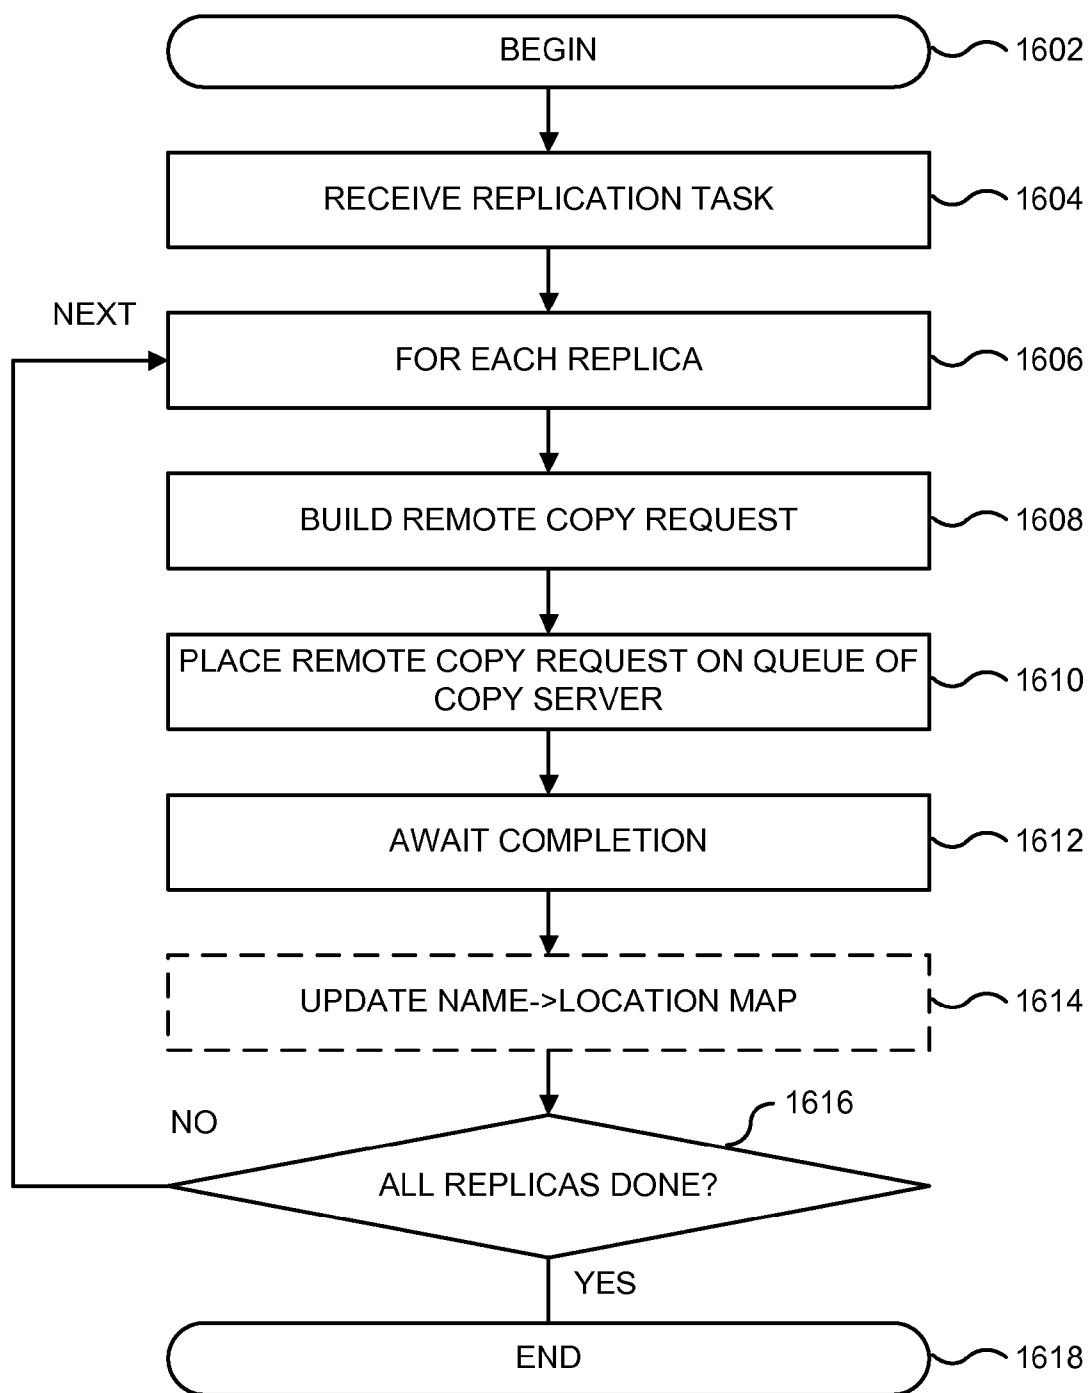 BEGIN
1602
RECEIVE REPLICATION TASK
1604
NEXT
FOR EACH REPLICA
1606
BUILD REMOTE COPY REQUEST
1608
PLACE REMOTE COPY REQUEST ON QUEUE OF
COPY SERVER
1610
AWAIT COMPLETION
1612
UPDATE NAME->LOCATION MAP
1614
NO
1616
ALL REPLICAS DONE?
YES
END
1618